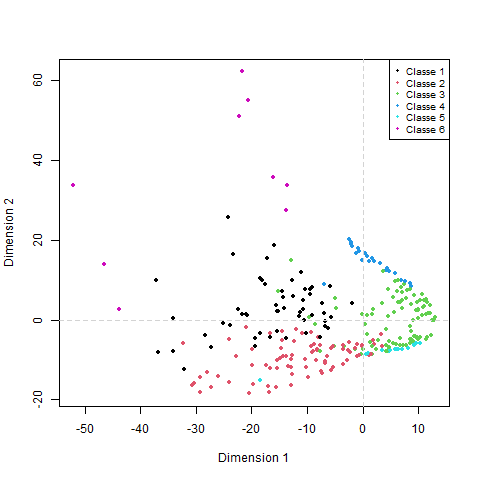 Classe 1
Classe 2
Classe 3
Classe 4
Classe 5
Classe 6
60
40
20
0
-20
Dimension 2
-50 -40 -30 -20 -10 0 10
Dimension 1